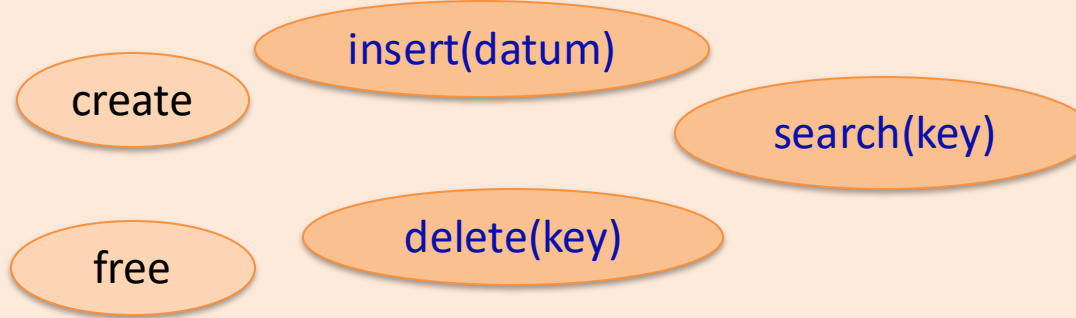 insert(datum)
create
search(key)
delete(key)
free